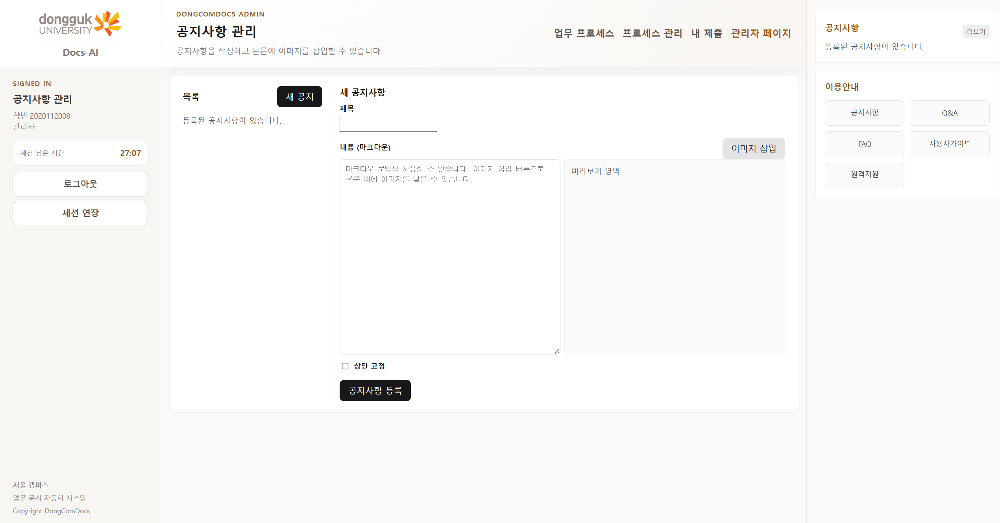 dongguk
UNIVERSITY
Docs-AI
SIGNED IN
공지사항 관리
학번 2020112008
관리자
세션 남은 시간 27:07
로그아웃
세션 연장
서울 캠퍼스
업무 문서 자동화 시스템
Copyright DongComDocs
DONGCOMDOCS ADMIN
공지사항 관리
공지사항을 작성하고 본문에 이미지를 삽입할 수 있습니다.
업무 프로세스 프로세스 관리 내 제출 관리자 페이지
목록
새 공지
등록된 공지사항이 없습니다.
새 공지사항
제목
내용 (마크다운)
이미지 삽입
마크다운 문법을 사용할 수 있습니다. 이미지 삽입 버튼으로
본문 내에 이미지를 넣을 수 있습니다.
미리보기 영역
상단 고정
공지사항 등록
공지사항
더보기
등록된 공지사항이 없습니다.
이용안내
공지사항
Q&A
FAQ
사용자가이드
원격지원